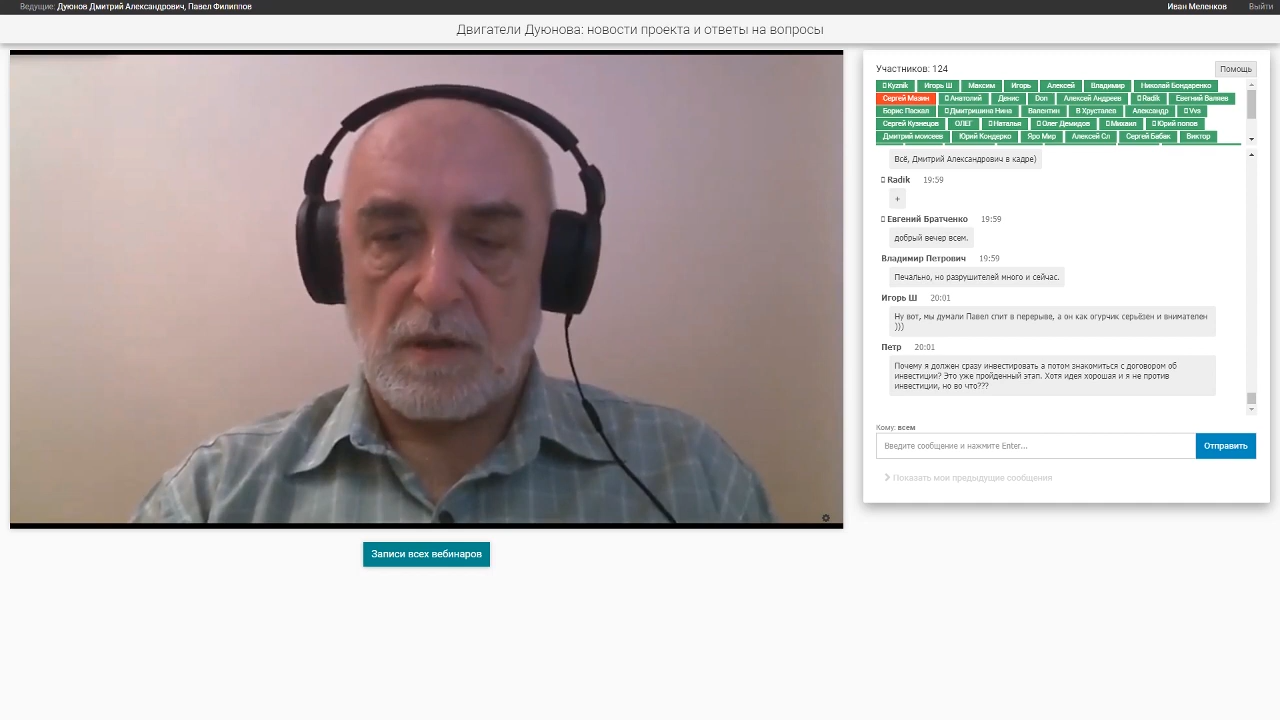 Ведущие: Дуюнов Дмитрий Александрович, Павел Филиппов
Иван Меленков Выйти
Двигатели Дуюнова: новости проекта и ответы на вопросы
Участников: 124
Помощь
Kyznik Игорь Ш Максим Игорь Алексей Владимир Николай Бондаренко
Сергей Мазин Анатолий Денис Don Алексей Андреев Radik Евегний Валяев
Борис Паскал Дмитришина Нина Валентин В Хрусталев Александр Vvs
Сергей Кузнецов ОЛЕГ Наталья Олег Демидов Михаил Юрий попов
Дмитрий моисеев Юрий Кондерко Яро Мир Алексей Сл Сергей Бабак Виктор
Всё, Дмитрий Александрович в кадре)
Radik 19:59
+
Евгений Братченко 19:59
добрый вечер всем.
Владимир Петрович 19:59
Печально, но разрушителей много и сейчас.
Игорь Ш 20:01
Ну вот, мы думали Павел спит в перерыве, а он как огурчик серьёзен и внимателен
)))
Петр 20:01
Почему я должен сразу инвестировать а потом знакомиться с договором об
инвестиции? Это уже пройденный этап. Хотя идея хорошая и я не против
инвестиции, но во что???
Кому: всем
Введите сообщение и нажмите Enter...
Отправить
Показать мои предыдущие сообщения
Записи всех вебинаров